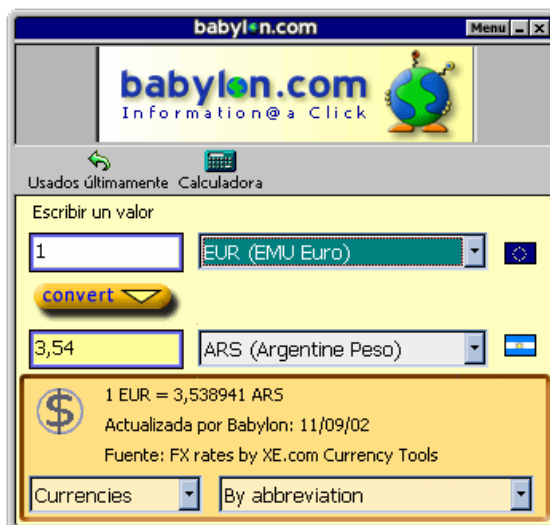 babylon.com
Menu
babylon.com
Information@a Click
Usados últimamente Calculadora
Escribir un valor
1 EUR (EMU Euro)
convert
3,54 ARS (Argentine Peso)
1 EUR = 3,538941 ARS
Actualizada por Babylon: 11/09/02
Fuente: FX rates by XE.com Currency Tools
Currencies By abbreviation